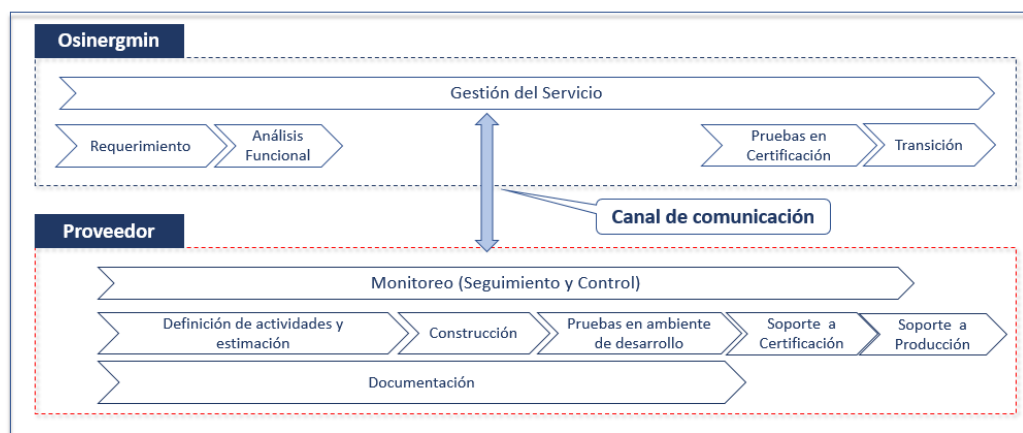 Osinergmin
Gestión del Servicio
Requerimiento
Análisis
Funcional
Pruebas en
Certificación
Transición
Canal de comunicación
Proveedor
Monitoreo (Seguimiento y Control)
Definición de actividades y
estimación
Construcción
Pruebas en ambiente
de desarrollo
Soporte a
Certificación
Soporte a
Producción
Documentación